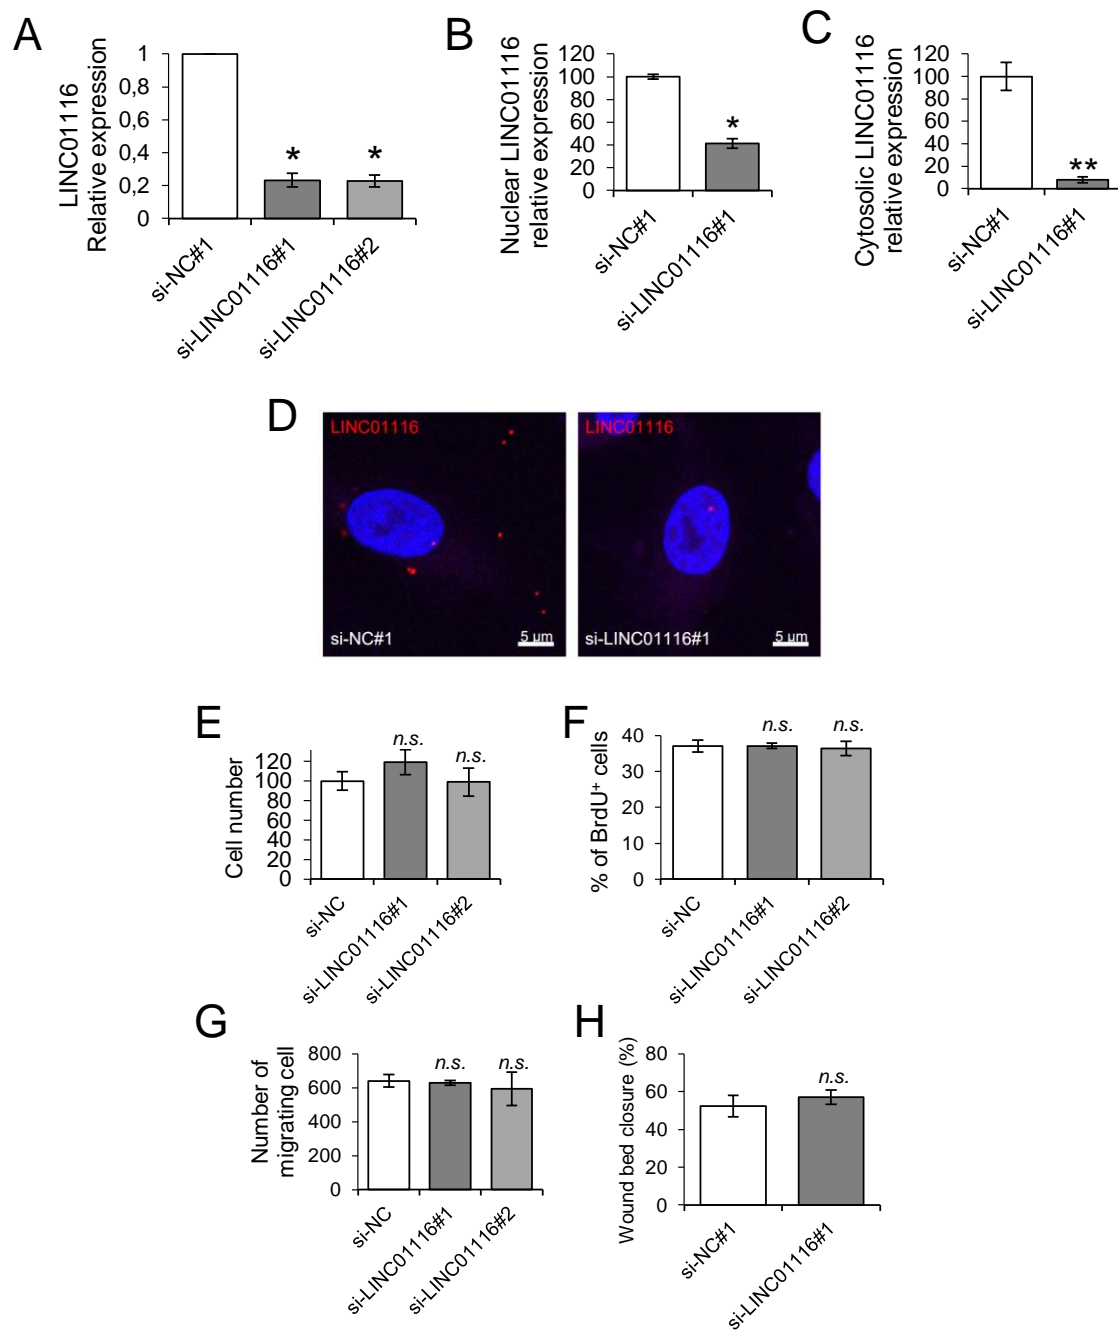 A
LINC01116
Relative expression
1
0,8
0,6
0,4
0,2
0
*
*
si-NC#1
si-LINC01116#1
si-LINC01116#2
B
Nuclear LINC01116
relative expression
120
100
80
60
40
20
0
*
si-NC#1
si-LINC01116#1
C
Cytosolic LINC01116
relative expression
120
100
80
60
40
20
0
**
si-NC#1
si-LINC01116#1
D
LINC01116
si-NC#1
5 µm
LINC01116
si-LINC01116#1
5 µm
E
Cell number
120
100
80
60
40
20
0
n.s.
n.s.
si-NC
si-LINC01116#1
si-LINC01116#2
F
% of BrdU⁺ cells
40
30
20
10
0
n.s.
n.s.
si-NC
si-LINC01116#1
si-LINC01116#2
G
Number of
migrating cell
800
600
400
200
0
n.s.
n.s.
si-NC
si-LINC01116#1
si-LINC01116#2
H
Wound bed closure (%)
80
60
40
20
0
n.s.
si-NC#1
si-LINC01116#1